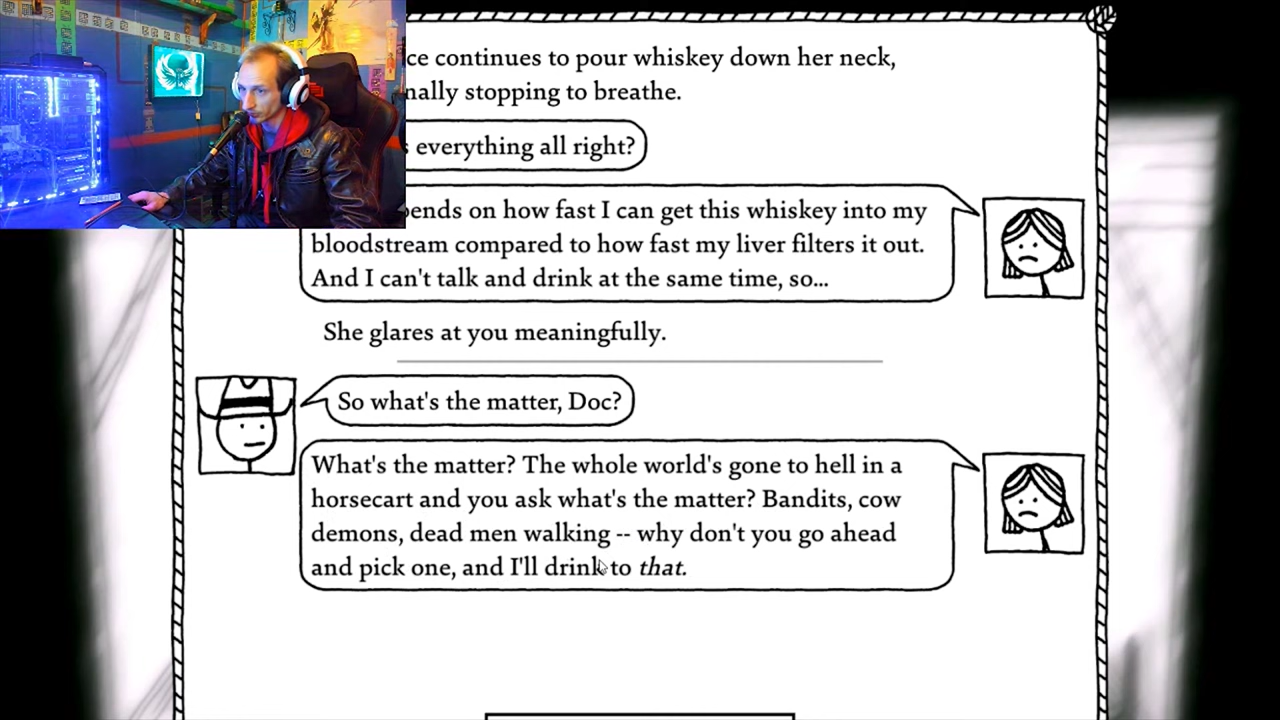 ce continues to pour whiskey down her neck,
nally stopping to breathe.
everything all right?
ends on how fast I can get this whiskey into my
bloodstream compared to how fast my liver filters it out.
And I can't talk and drink at the same time, so...
She glares at you meaningfully.
So what's the matter, Doc?
What's the matter? The whole world's gone to hell in a
horsecart and you ask what's the matter? Bandits, cow
demons, dead men walking -- why don't you go ahead
and pick one, and I'll drink to that.